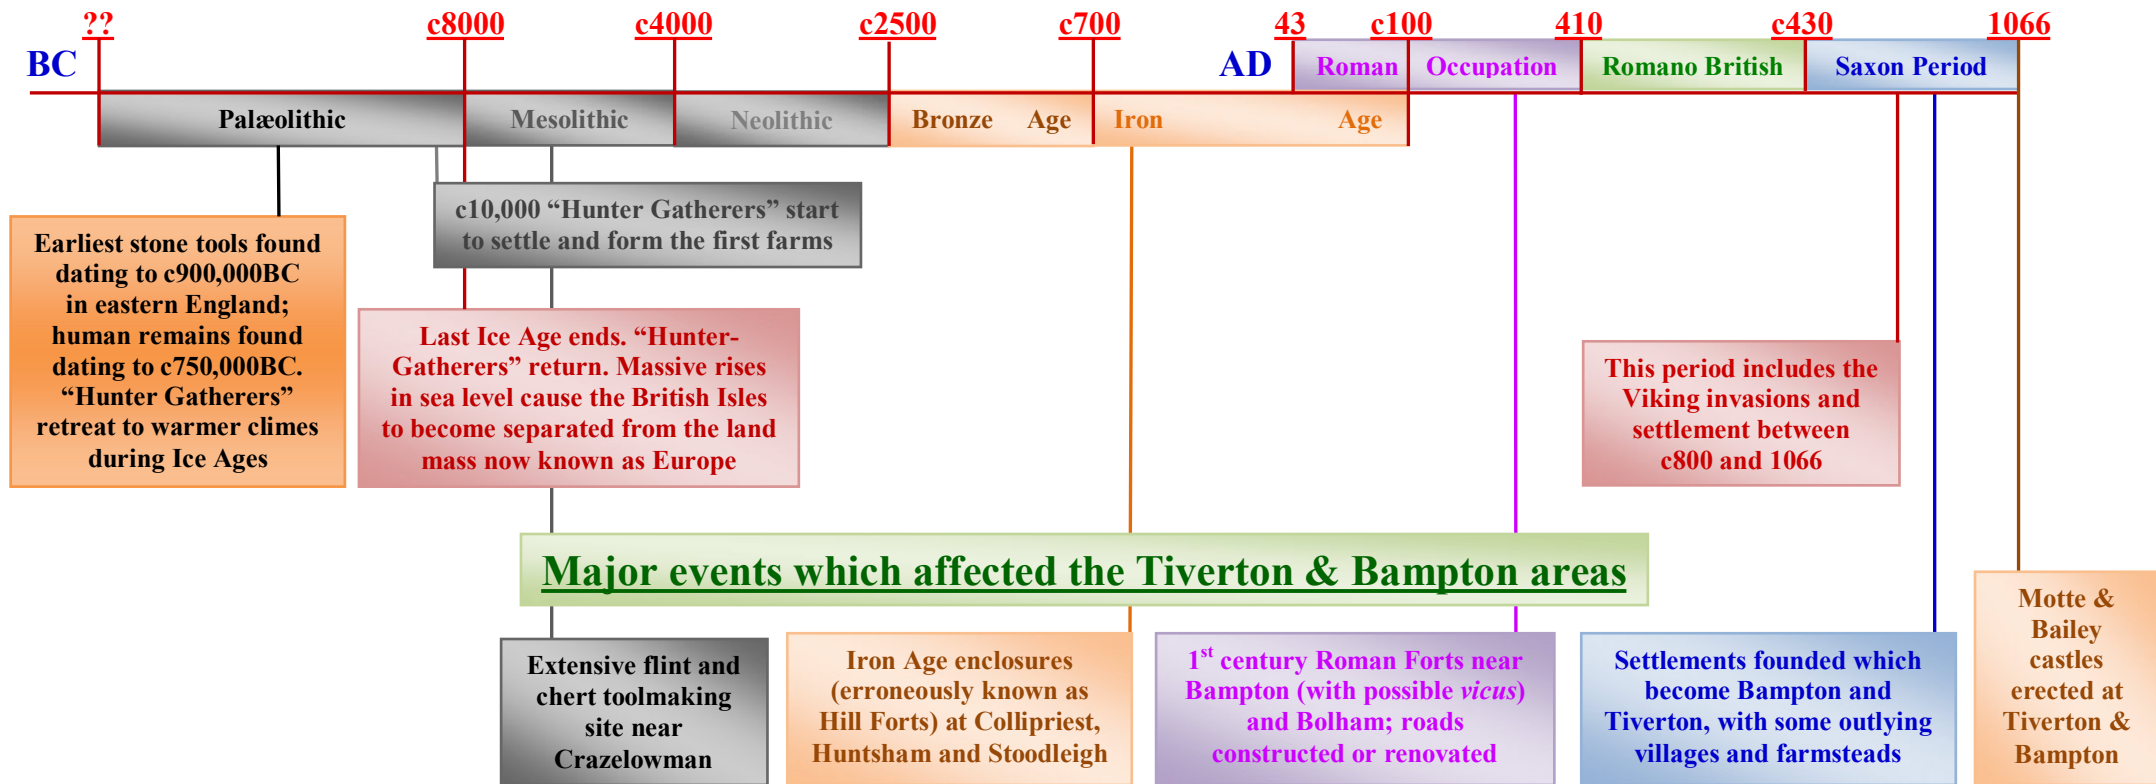 ??
c8000
c4000
c2500
c700
43
c100
410
c430
1066
BC
AD
Roman
Occupation
Romano British
Saxon Period
Palæolithic
Mesolithic
Neolithic
Bronze Age
Iron Age
c10,000 “Hunter Gatherers” start
to settle and form the first farms
Earliest stone tools found
dating to c900,000BC
in eastern England;
human remains found
dating to c750,000BC.
“Hunter Gatherers”
retreat to warmer climes
during Ice Ages
Last Ice Age ends. “Hunter-
Gatherers” return. Massive rises
in sea level cause the British Isles
to become separated from the land
mass now known as Europe
This period includes the
Viking invasions and
settlement between
c800 and 1066
Major events which affected the Tiverton & Bampton areas
Extensive flint and
chert toolmaking
site near
Crazelowman
Iron Age enclosures
(erroneously known as
Hill Forts) at Collipriest,
Huntsham and Stoodleigh
1st century Roman Forts near
Bampton (with possible vicus)
and Bolham; roads
constructed or renovated
Settlements founded which
become Bampton and
Tiverton, with some outlying
villages and farmsteads
Motte &
Bailey
castles
erected at
Tiverton &
Bampton